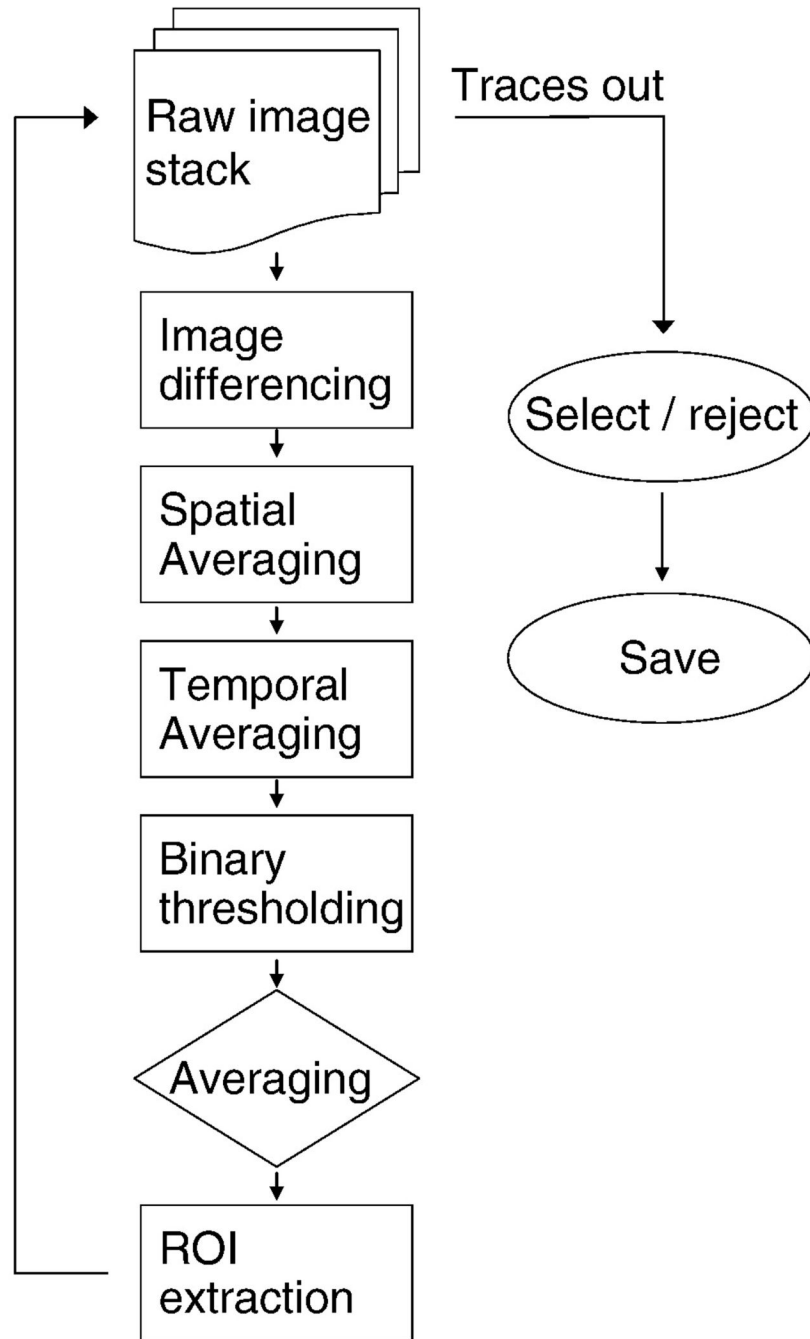 Raw image
stack
Traces out
Image
differencing
Spatial
Averaging
Temporal
Averaging
Binary
thresholding
Averaging
ROI
extraction
Select / reject
Save